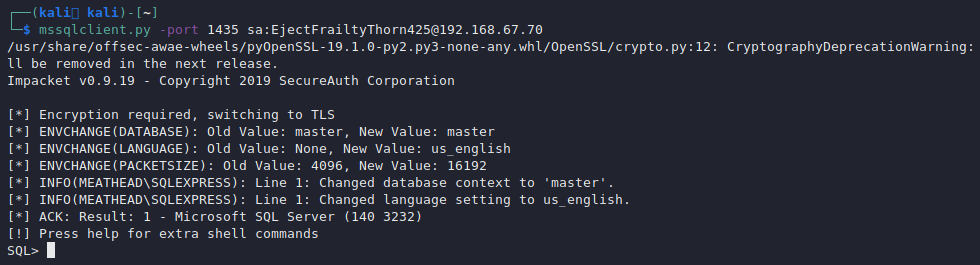 ┌──(kali㉿kali)-[~]
└─$ mssqlclient.py -port 1435 sa:EjectFrailtyThorn425@192.168.67.70
/usr/share/offsec-awae-wheels/pyOpenSSL-19.1.0-py2.py3-none-any.whl/OpenSSL/crypto.py:12: CryptographyDeprecationWarning:
ll be removed in the next release.
Impacket v0.9.19 - Copyright 2019 SecureAuth Corporation

[*] Encryption required, switching to TLS
[*] ENVCHANGE(DATABASE): Old Value: master, New Value: master
[*] ENVCHANGE(LANGUAGE): Old Value: None, New Value: us_english
[*] ENVCHANGE(PACKETSIZE): Old Value: 4096, New Value: 16192
[*] INFO(MEATHEAD\SQLEXPRESS): Line 1: Changed database context to 'master'.
[*] INFO(MEATHEAD\SQLEXPRESS): Line 1: Changed language setting to us_english.
[*] ACK: Result: 1 - Microsoft SQL Server (140 3232)
[!] Press help for extra shell commands
SQL>